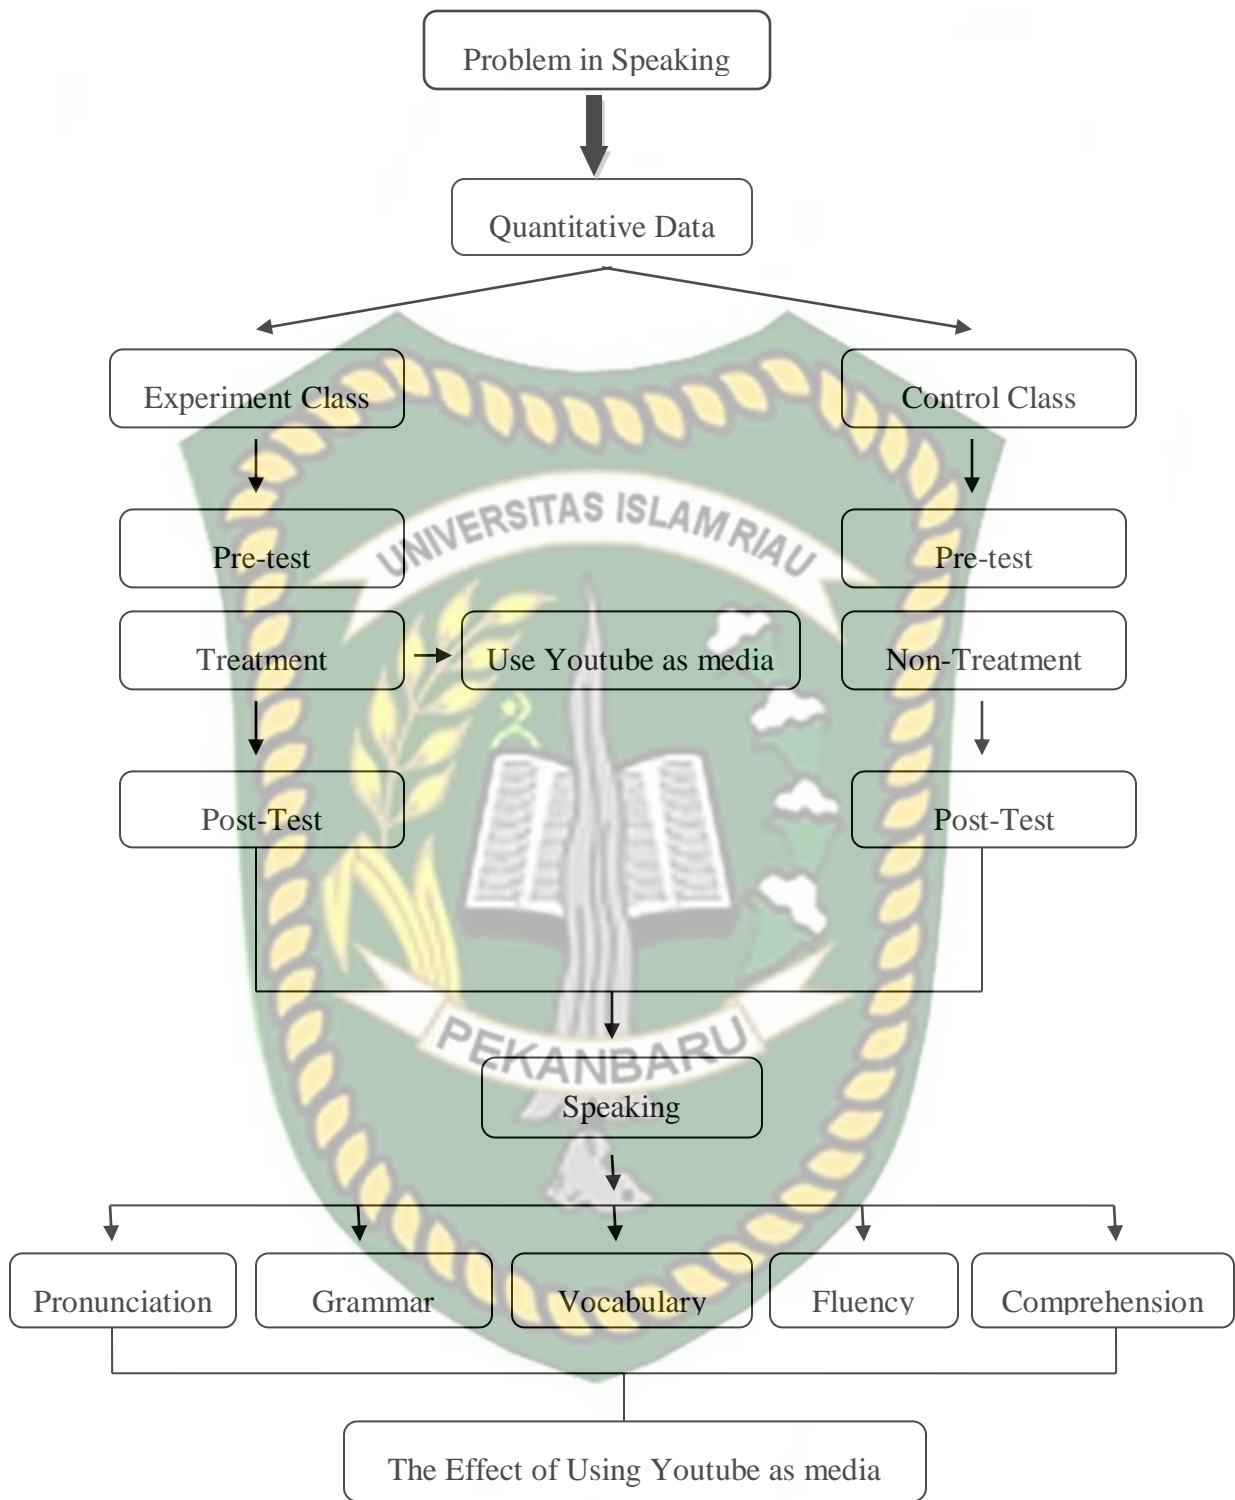 Problem in Speaking
Quantitative Data
Experiment Class
Control Class
UNIVERSITAS ISLAM RIAU
Pre-test
Pre-test
Treatment
Use Youtube as media
Non-Treatment
Post-Test
Post-Test
PEKANBARU
Speaking
Pronunciation
Grammar
Vocabulary
Fluency
Comprehension
The Effect of Using Youtube as media